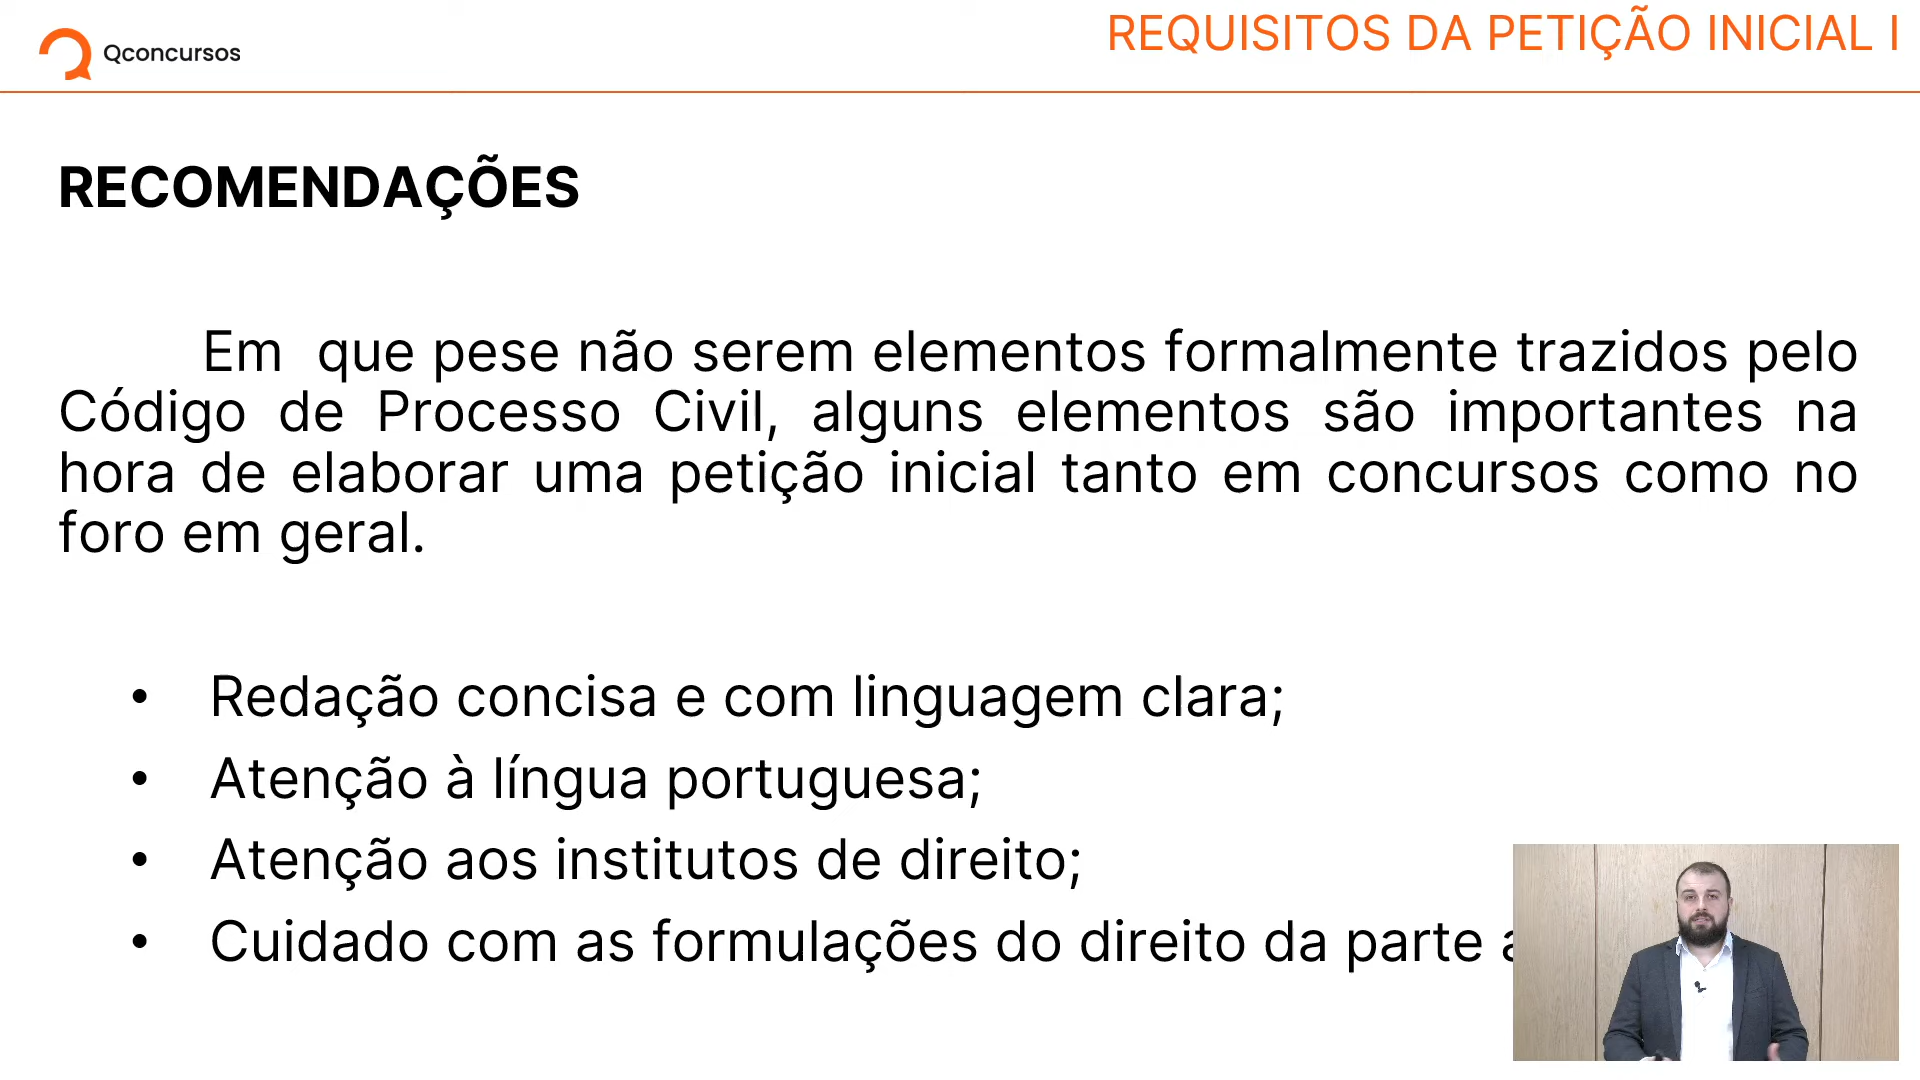 Qconcursos
REQUISITOS DA PETIÇÃO INICIAL I
RECOMENDAÇÕES
Em que pese não serem elementos formalmente trazidos pelo
Código de Processo Civil, alguns elementos são importantes na
hora de elaborar uma petição inicial tanto em concursos como no
foro em geral.
• Redação concisa e com linguagem clara;
• Atenção à língua portuguesa;
• Atenção aos institutos de direito;
• Cuidado com as formulações do direito da parte